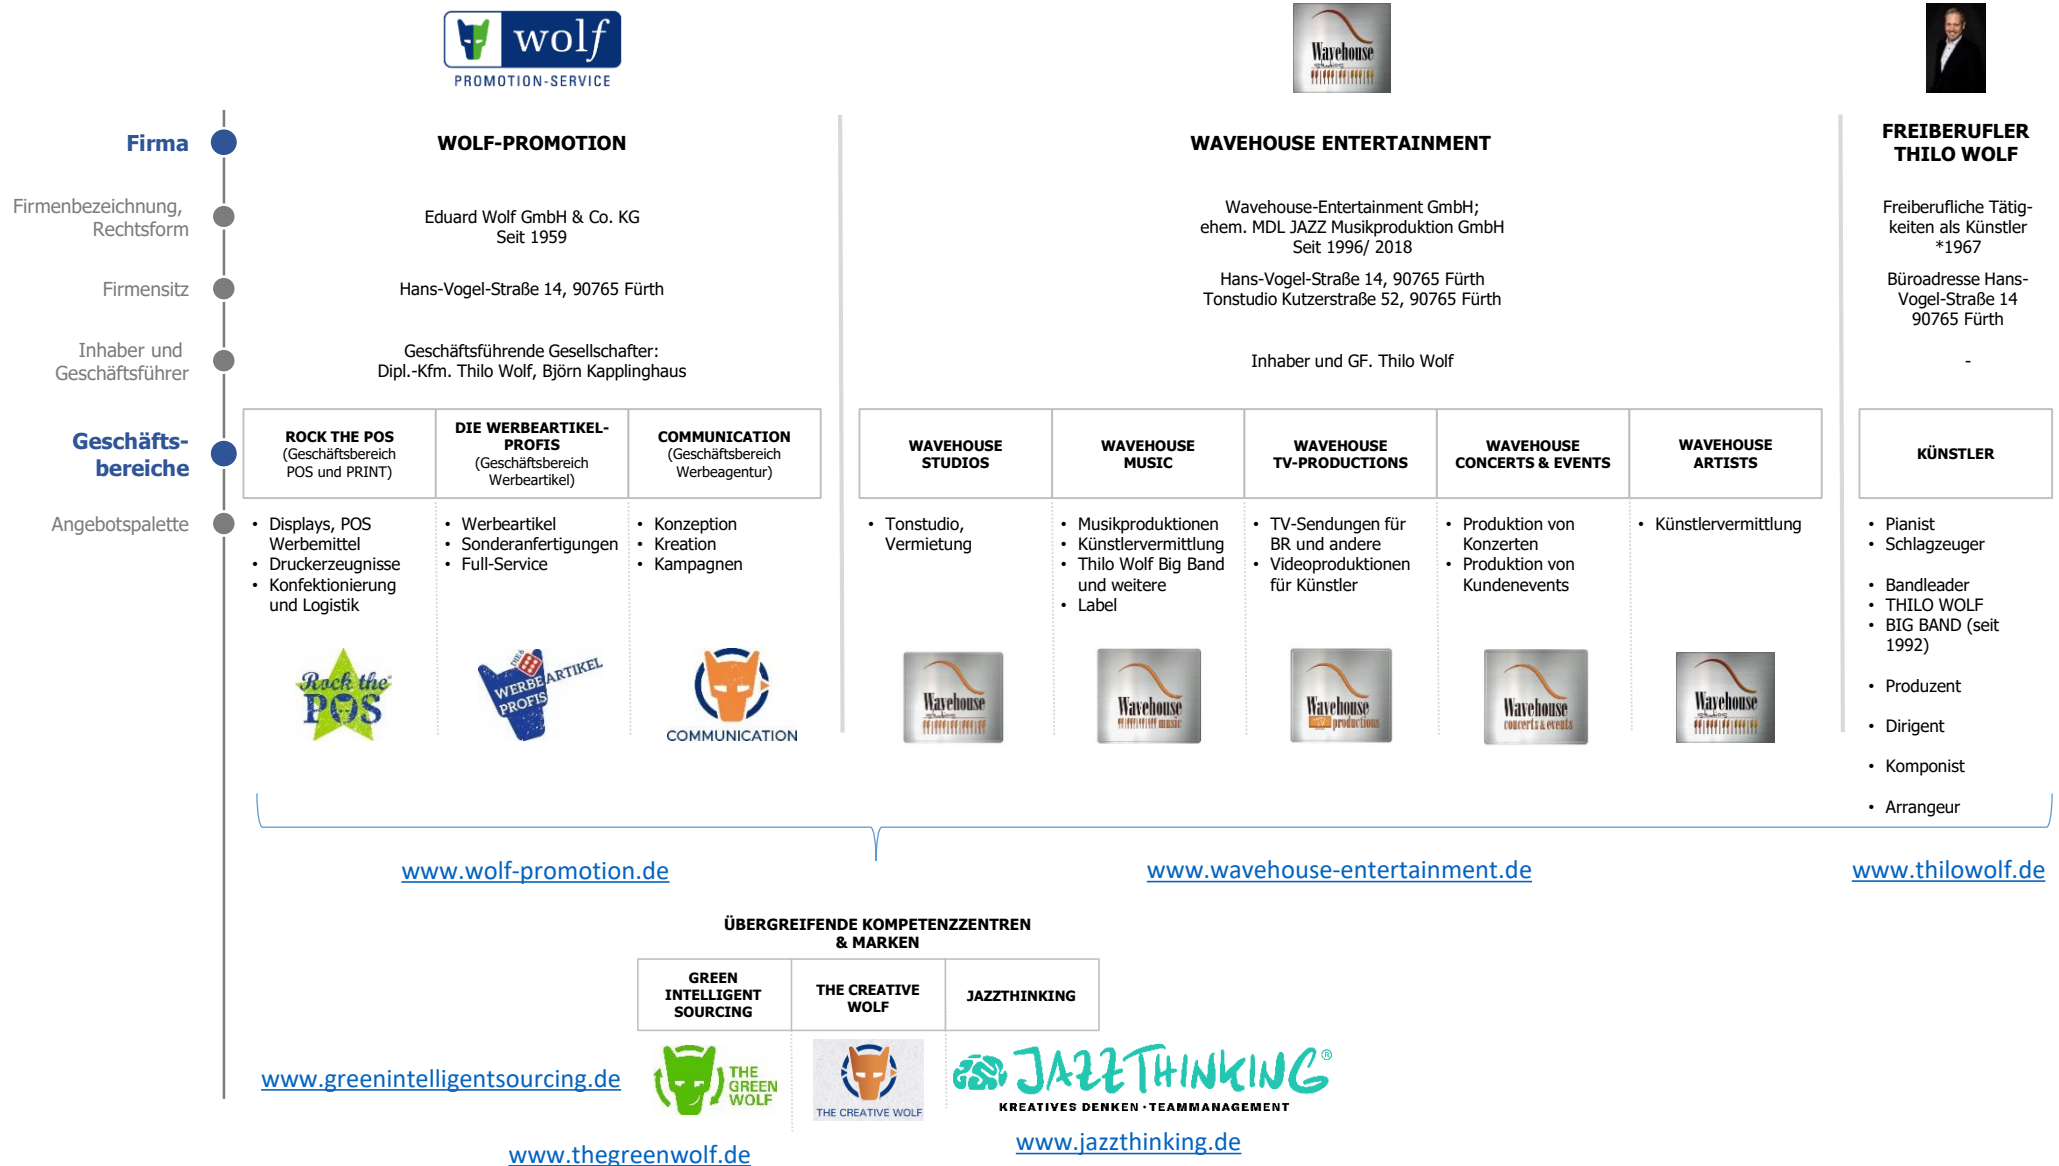 wolf
PROMOTION-SERVICE
Wavehouse
studios
Firma
WOLF-PROMOTION
WAVEHOUSE ENTERTAINMENT
FREIBERUFLER
THILO WOLF
Firmenbezeichnung,
Rechtsform
Eduard Wolf GmbH & Co. KG
Seit 1959
Wavehouse-Entertainment GmbH;
ehem. MDL JAZZ Musikproduktion GmbH
Seit 1996/ 2018
Freiberufliche Tätig-
keiten als Künstler
*1967
Firmensitz
Hans-Vogel-Straße 14, 90765 Fürth
Hans-Vogel-Straße 14, 90765 Fürth
Tonstudio Kutzerstraße 52, 90765 Fürth
Büroadresse Hans-
Vogel-Straße 14
90765 Fürth
Inhaber und
Geschäftsführer
Geschäftsführende Gesellschafter:
Dipl.-Kfm. Thilo Wolf, Björn Kapplinghaus
Inhaber und GF. Thilo Wolf
-
Geschäfts-
bereiche
ROCK THE POS
(Geschäftsbereich
POS und PRINT)
DIE WERBEARTIKEL-
PROFIS
(Geschäftsbereich
Werbeartikel)
COMMUNICATION
(Geschäftsbereich
Werbeagentur)
WAVEHOUSE
STUDIOS
WAVEHOUSE
MUSIC
WAVEHOUSE
TV-PRODUCTIONS
WAVEHOUSE
CONCERTS & EVENTS
WAVEHOUSE
ARTISTS
KÜNSTLER
Angebotspalette
• Displays, POS
Werbemittel
• Druckerzeugnisse
• Konfektionierung
und Logistik
• Werbeartikel
• Sonderanfertigungen
• Full-Service
• Konzeption
• Kreation
• Kampagnen
• Tonstudio,
Vermietung
• Musikproduktionen
• Künstlervermittlung
• Thilo Wolf Big Band
und weitere
• Label
• TV-Sendungen für
BR und andere
• Videoproduktionen
für Künstler
• Produktion von
Konzerten
• Produktion von
Kundenevents
• Künstlervermittlung
• Pianist
• Schlagzeuger
• Bandleader
• THILO WOLF
• BIG BAND (seit
1992)
• Produzent
• Dirigent
• Komponist
• Arrangeur
Rock the
POS
DIE
WERBEARTIKEL
PROFIS
COMMUNICATION
Wavehouse
studios
Wavehouse
music
Wavehouse
TV productions
Wavehouse
concerts & events
Wavehouse
studios
www.wolf-promotion.de
www.wavehouse-entertainment.de
www.thilowolf.de
ÜBERGREIFENDE KOMPETENZZENTREN
& MARKEN
GREEN
INTELLIGENT
SOURCING
THE CREATIVE
WOLF
JAZZTHINKING
www.greenintelligentsourcing.de
THE
GREEN
WOLF
THE CREATIVE WOLF
JAZZTHINKING®
KREATIVES DENKEN · TEAMMANAGEMENT
www.thegreenwolf.de
www.jazzthinking.de